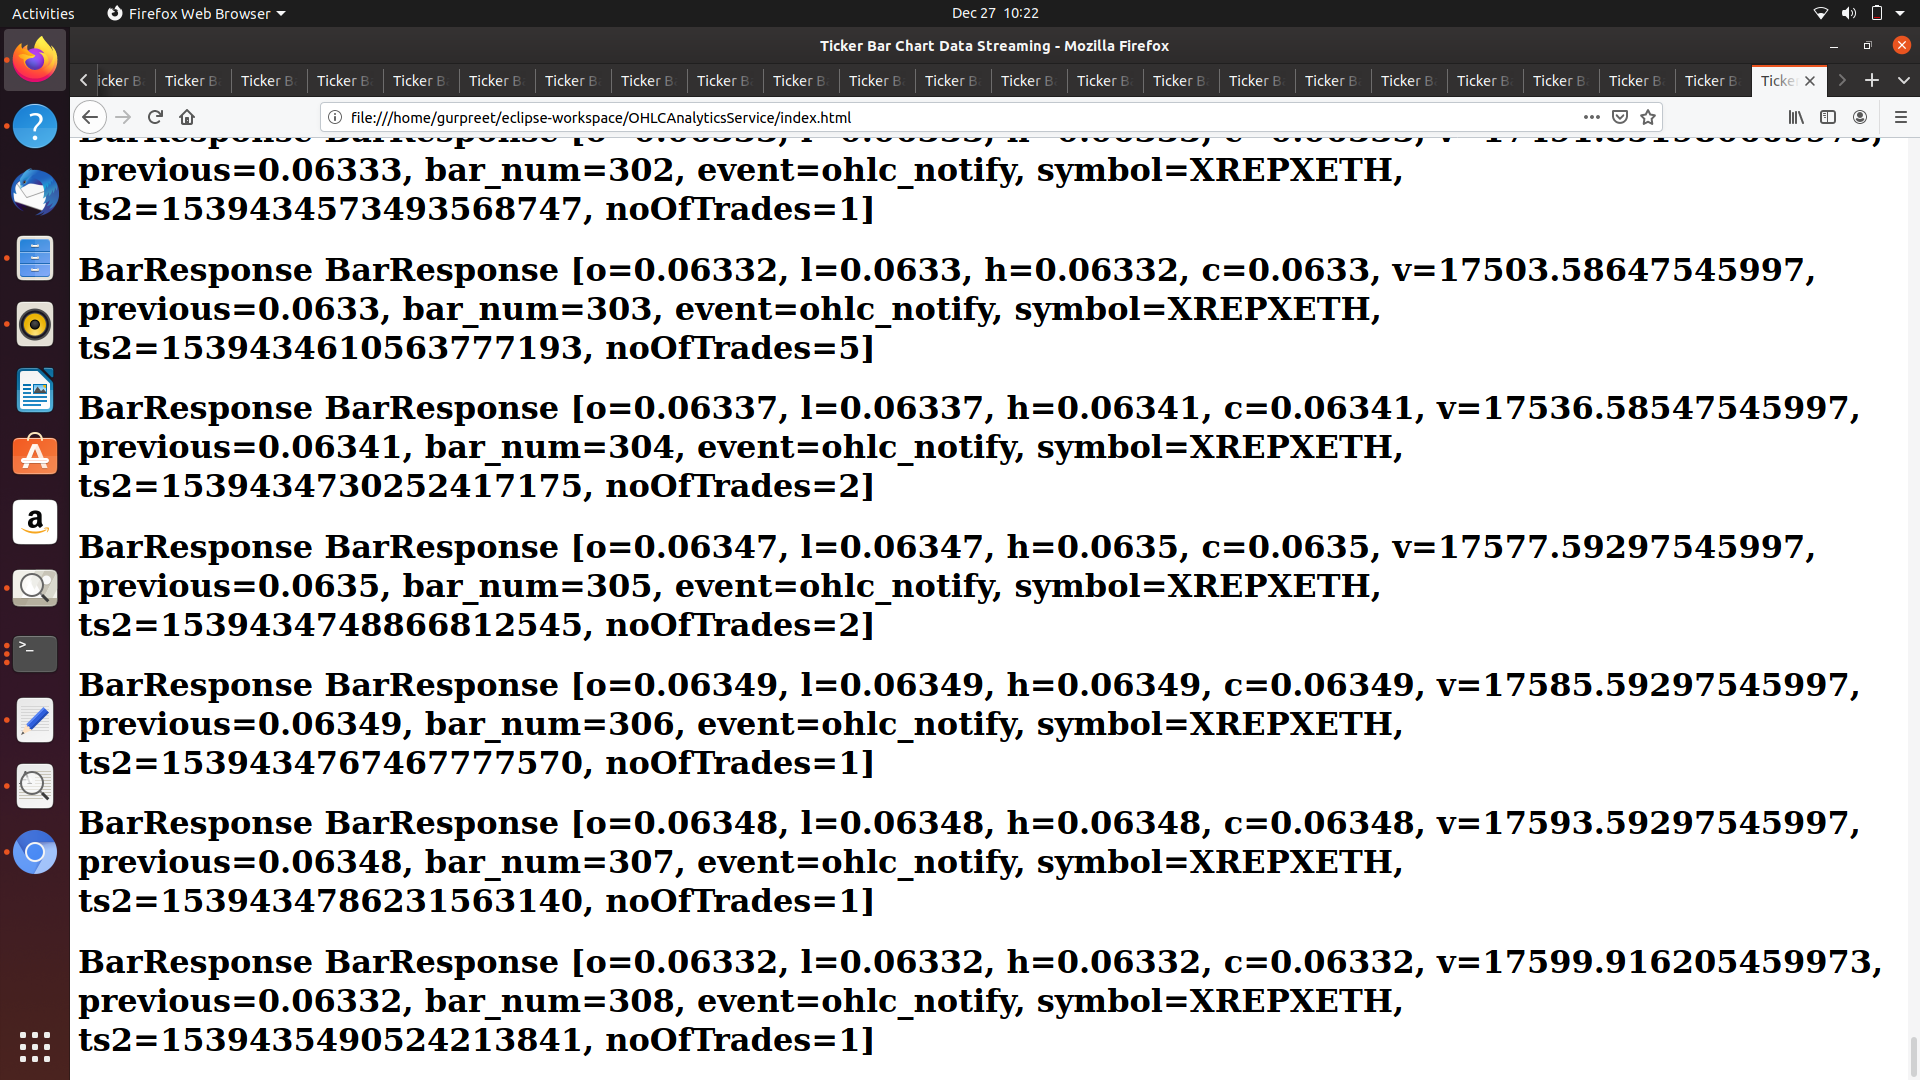 Activities Firefox Web Browser Dec 27 10:22
Ticker Bar Chart Data Streaming - Mozilla Firefox
icker B Ticker B Ticker B Ticker B Ticker B Ticker B Ticker B Ticker B Ticker B Ticker B Ticker B Ticker B Ticker B Ticker B Ticker B Ticker B Ticker B Ticker B Ticker B Ticker B Ticker B Ticker B Ticke
file:///home/gurpreet/eclipse-workspace/OHLCAnalyticsService/index.html
previous=0.06333, bar_num=302, event=ohlc_notify, symbol=XREPXETH,
ts2=1539434573493568747, noOfTrades=1]
BarResponse BarResponse [o=0.06332, l=0.0633, h=0.06332, c=0.0633, v=17503.58647545997,
previous=0.0633, bar_num=303, event=ohlc_notify, symbol=XREPXETH,
ts2=1539434610563777193, noOfTrades=5]
BarResponse BarResponse [o=0.06337, l=0.06337, h=0.06341, c=0.06341, v=17536.58547545997,
previous=0.06341, bar_num=304, event=ohlc_notify, symbol=XREPXETH,
ts2=1539434730252417175, noOfTrades=2]
BarResponse BarResponse [o=0.06347, l=0.06347, h=0.0635, c=0.0635, v=17577.59297545997,
previous=0.0635, bar_num=305, event=ohlc_notify, symbol=XREPXETH,
ts2=1539434748866812545, noOfTrades=2]
BarResponse BarResponse [o=0.06349, l=0.06349, h=0.06349, c=0.06349, v=17585.59297545997,
previous=0.06349, bar_num=306, event=ohlc_notify, symbol=XREPXETH,
ts2=1539434767467777570, noOfTrades=1]
BarResponse BarResponse [o=0.06348, l=0.06348, h=0.06348, c=0.06348, v=17593.59297545997,
previous=0.06348, bar_num=307, event=ohlc_notify, symbol=XREPXETH,
ts2=1539434786231563140, noOfTrades=1]
BarResponse BarResponse [o=0.06332, l=0.06332, h=0.06332, c=0.06332, v=17599.916205459973,
previous=0.06332, bar_num=308, event=ohlc_notify, symbol=XREPXETH,
ts2=1539435490524213841, noOfTrades=1]